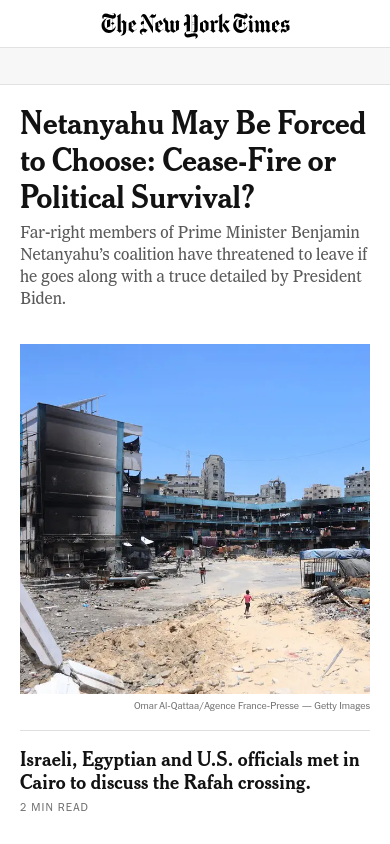 The New York Times
Netanyahu May Be Forced
to Choose: Cease-Fire or
Political Survival?
Far-right members of Prime Minister Benjamin
Netanyahu’s coalition have threatened to leave if
he goes along with a truce detailed by President
Biden.
Omar Al-Qattaa/Agence France-Presse — Getty Images
Israeli, Egyptian and U.S. officials met in
Cairo to discuss the Rafah crossing.
2 MIN READ